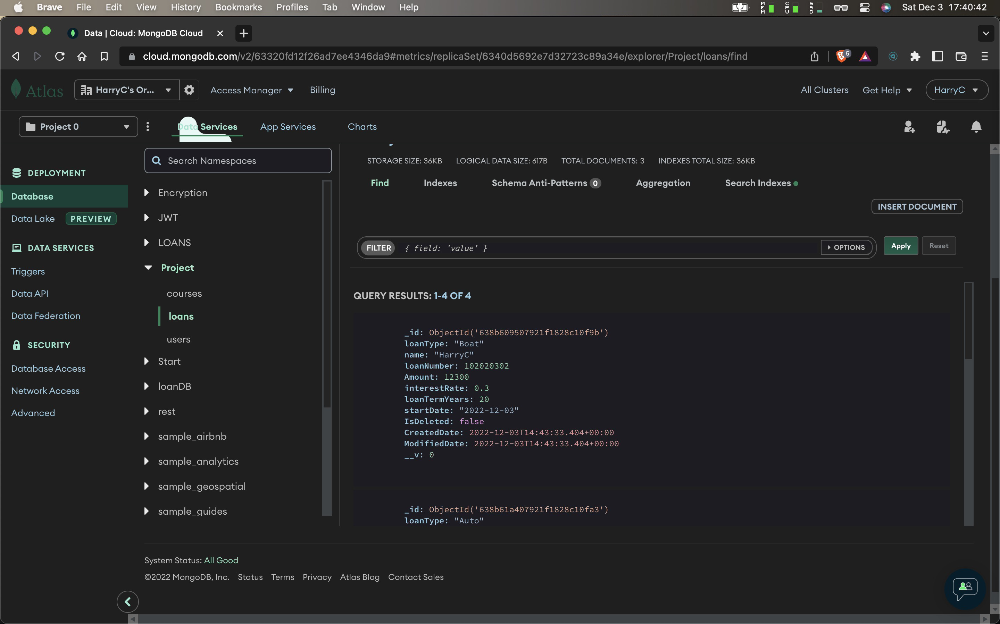 Brave File Edit View History Bookmarks Profiles Tab Window Help MEM CPU SSD Sat Dec 3 17:40:42
Data | Cloud: MongoDB Cloud
cloud.mongodb.com/v2/63320fd12f26ad7ee4346da9#metrics/replicaSet/6340d5692e7d32723c89a34e/explorer/Project/loans/find 5
Atlas HarryC's Or... Access Manager Billing All Clusters Get Help HarryC
Project 0 Data Services App Services Charts
Search Namespaces
DEPLOYMENT
Database
Data Lake PREVIEW
DATA SERVICES
Triggers
Data API
Data Federation
SECURITY
Database Access
Network Access
Advanced
Encryption
JWT
LOANS
Project
courses
loans
users
Start
loanDB
rest
sample_airbnb
sample_analytics
sample_geospatial
sample_guides
STORAGE SIZE: 36KB LOGICAL DATA SIZE: 617B TOTAL DOCUMENTS: 3 INDEXES TOTAL SIZE: 36KB
Find Indexes Schema Anti-Patterns 0 Aggregation Search Indexes
INSERT DOCUMENT
FILTER { field: 'value' } OPTIONS Apply Reset
QUERY RESULTS: 1-4 OF 4
_id: ObjectId('638b609507921f1828c10f9b')
loanType: "Boat"
name: "HarryC"
loanNumber: 102020302
Amount: 12300
interestRate: 0.3
loanTermYears: 20
startDate: "2022-12-03"
IsDeleted: false
CreatedDate: 2022-12-03T14:43:33.404+00:00
ModifiedDate: 2022-12-03T14:43:33.404+00:00
__v: 0
_id: ObjectId('638b61a407921f1828c10fa3')
loanType: "Auto"
System Status: All Good
©2022 MongoDB, Inc. Status Terms Privacy Atlas Blog Contact Sales